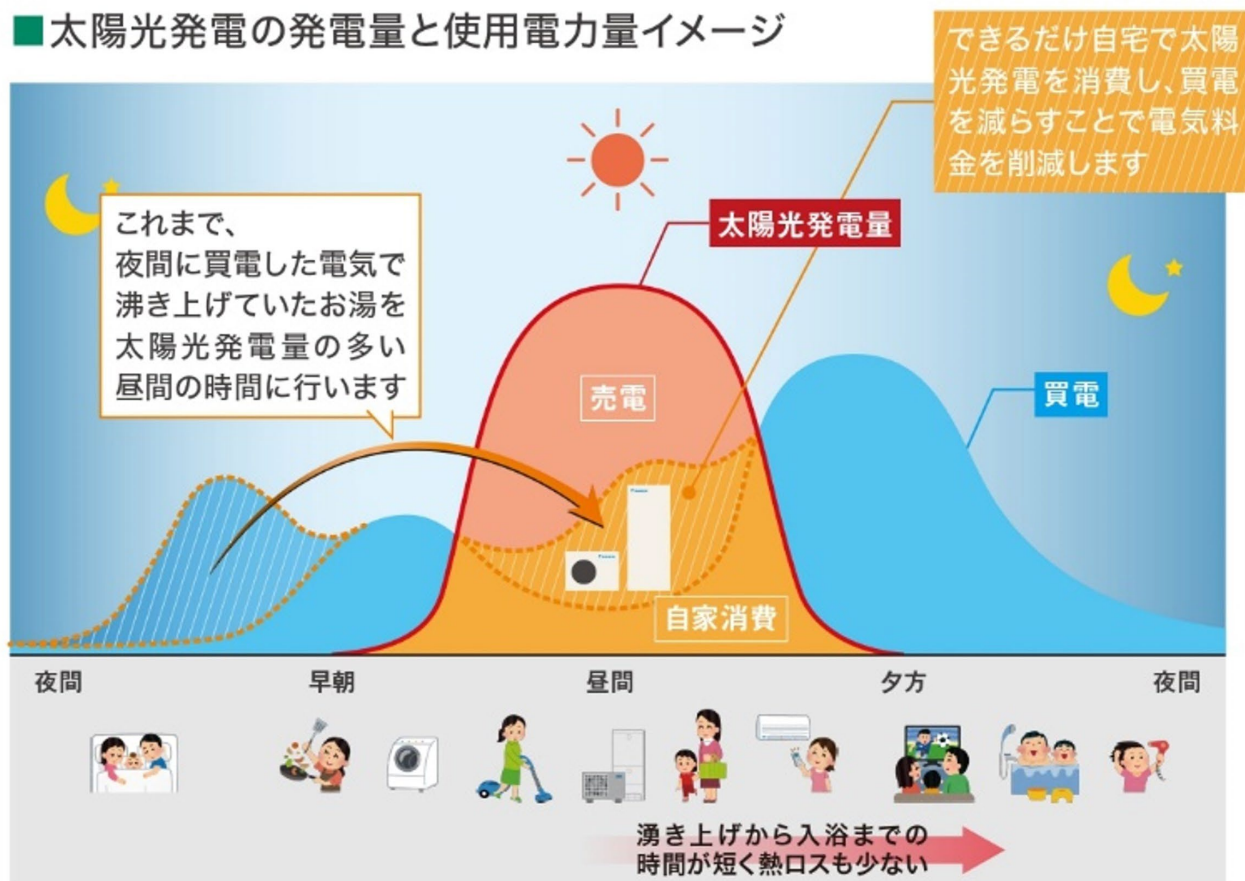 ■太陽光発電の発電量と使用電力量イメージ
できるだけ自宅で太陽
光発電を消費し、買電
を減らすことで電気料
金を削減します
これまで、
夜間に買電した電気で
沸き上げていたお湯を
太陽光発電量の多い
昼間の時間に行います
太陽光発電量
売電
買電
自家消費
夜間
早朝
昼間
夕方
夜間
湧き上げから入浴までの
時間が短く熱ロスも少ない